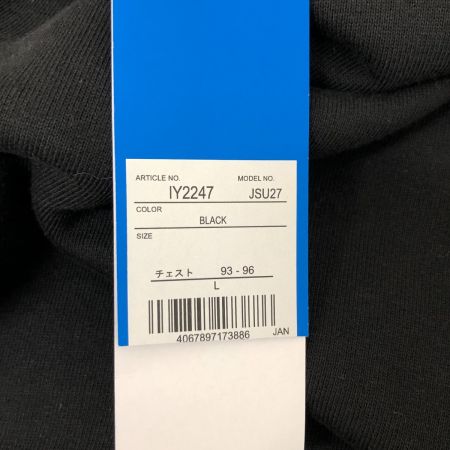 ARTICLE NO. MODEL NO.
IY2247 JSU27
COLOR
BLACK
SIZE
チェスト 93 - 96
L
4067897173886 JAN